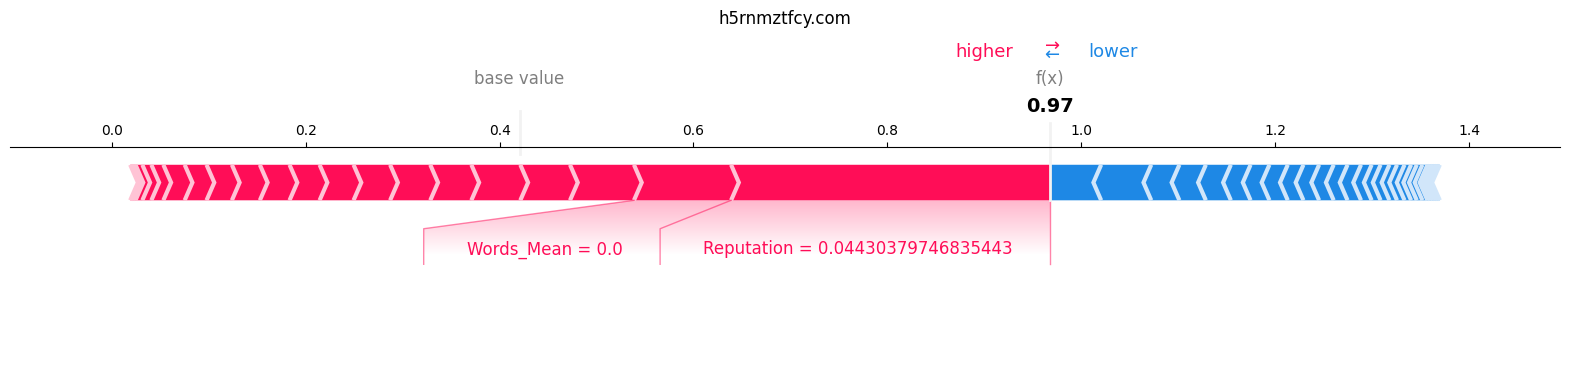 h5rnmztfcy.com
higher → ← lower
base value f(x)
0.97
0.0 0.2 0.4 0.6 0.8 1.0 1.2 1.4
Words_Mean = 0.0 Reputation = 0.04430379746835443